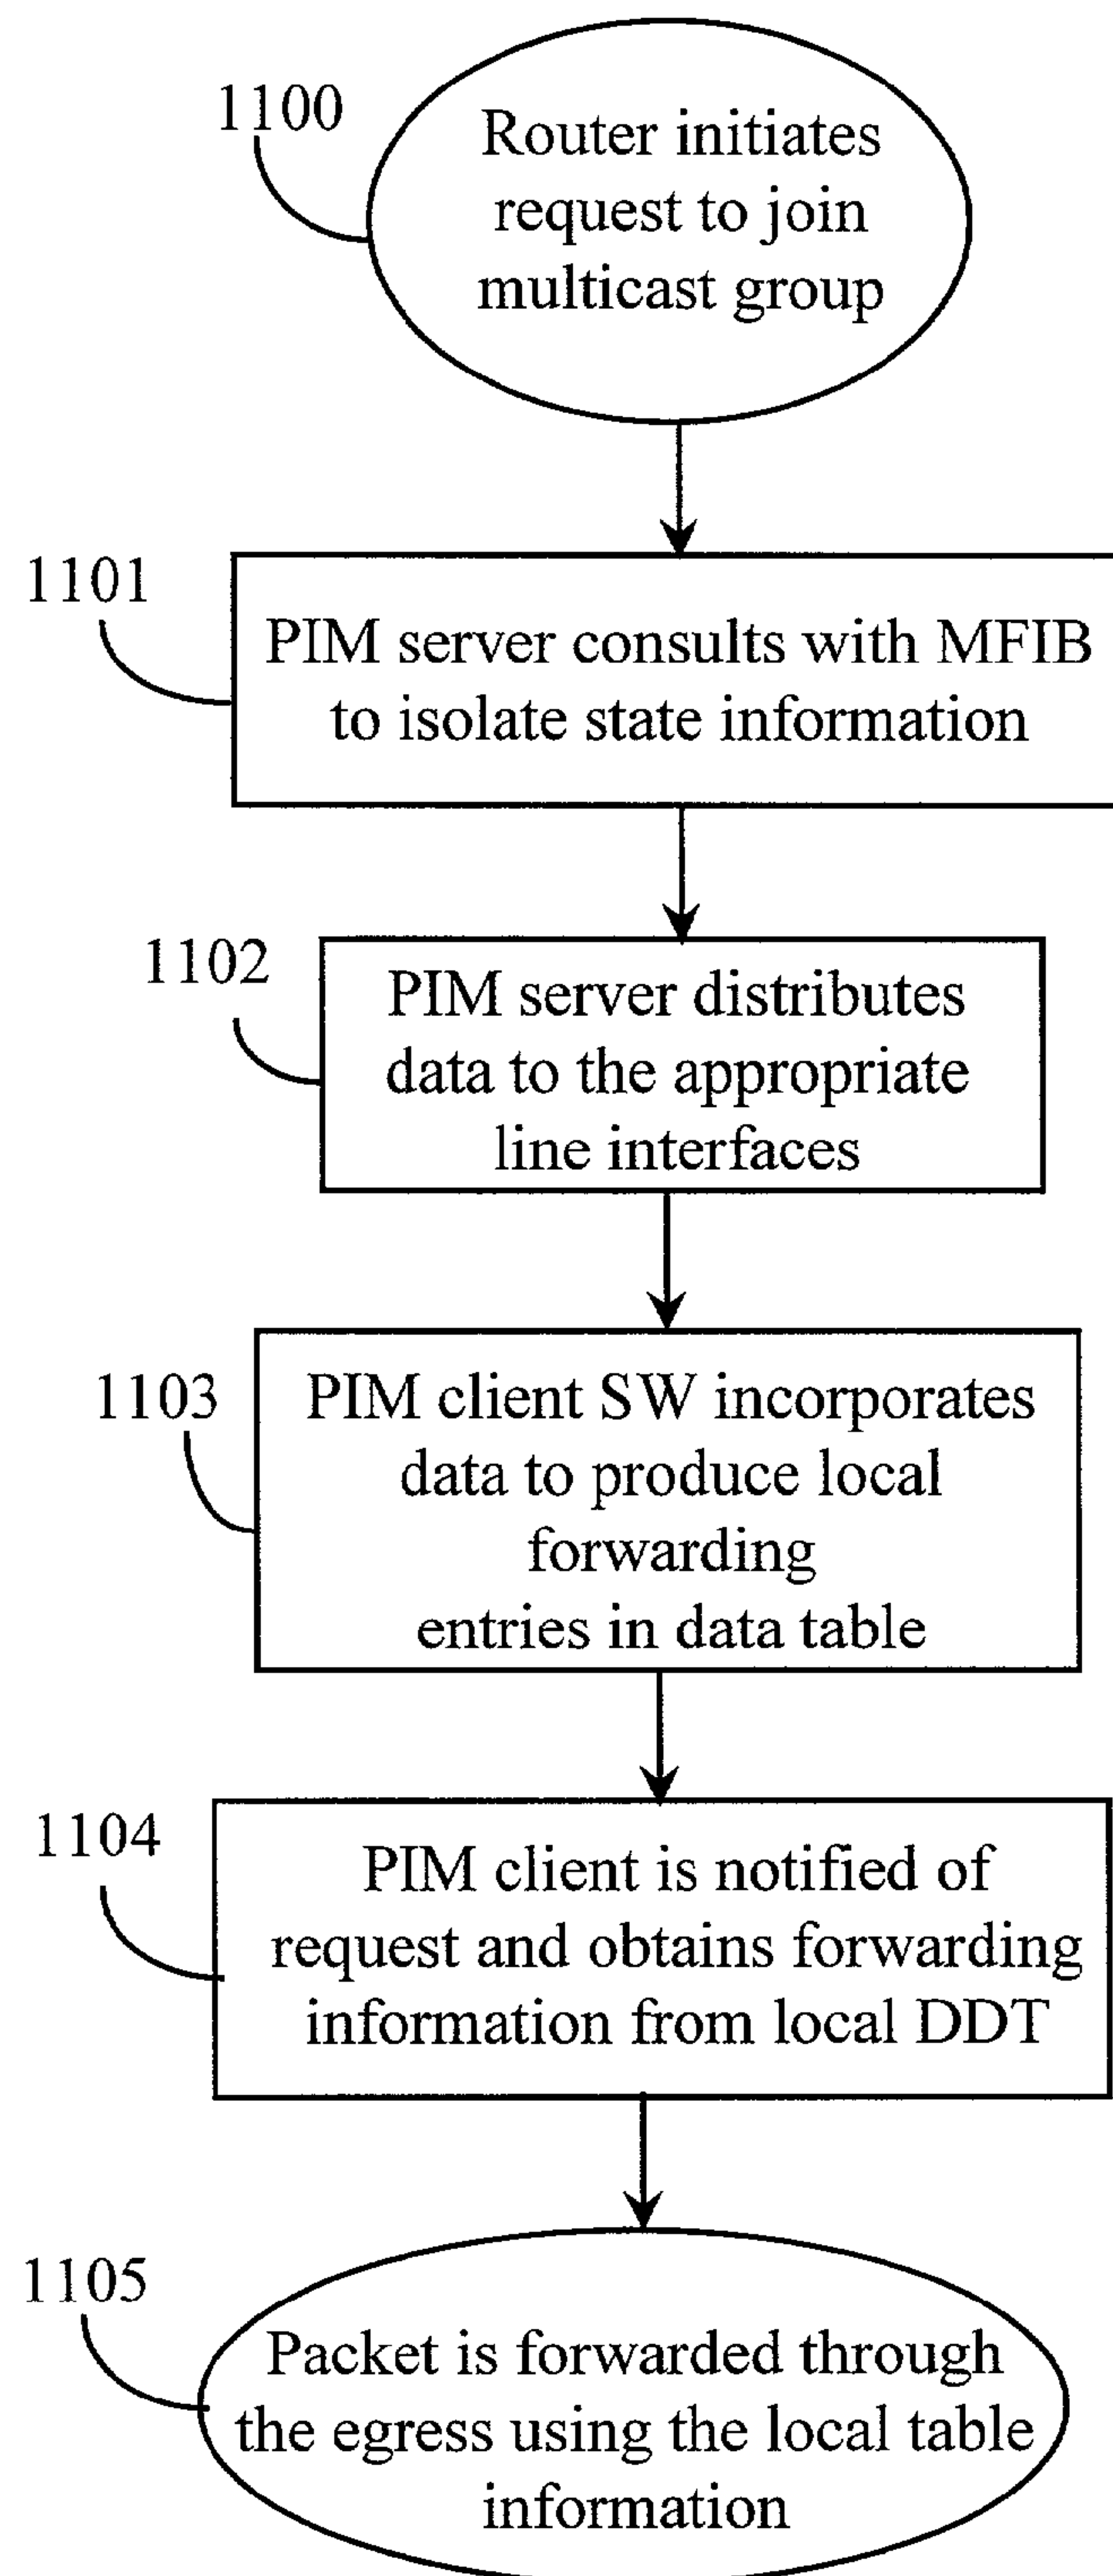 1100
Router initiates
request to join
multicast group
1101
PIM server consults with MFIB
to isolate state information
1102
PIM server distributes
data to the appropriate
line interfaces
1103
PIM client SW incorporates
data to produce local
forwarding
entries in data table
1104
PIM client is notified of
request and obtains forwarding
information from local DDT
1105
Packet is forwarded through
the egress using the local table
information